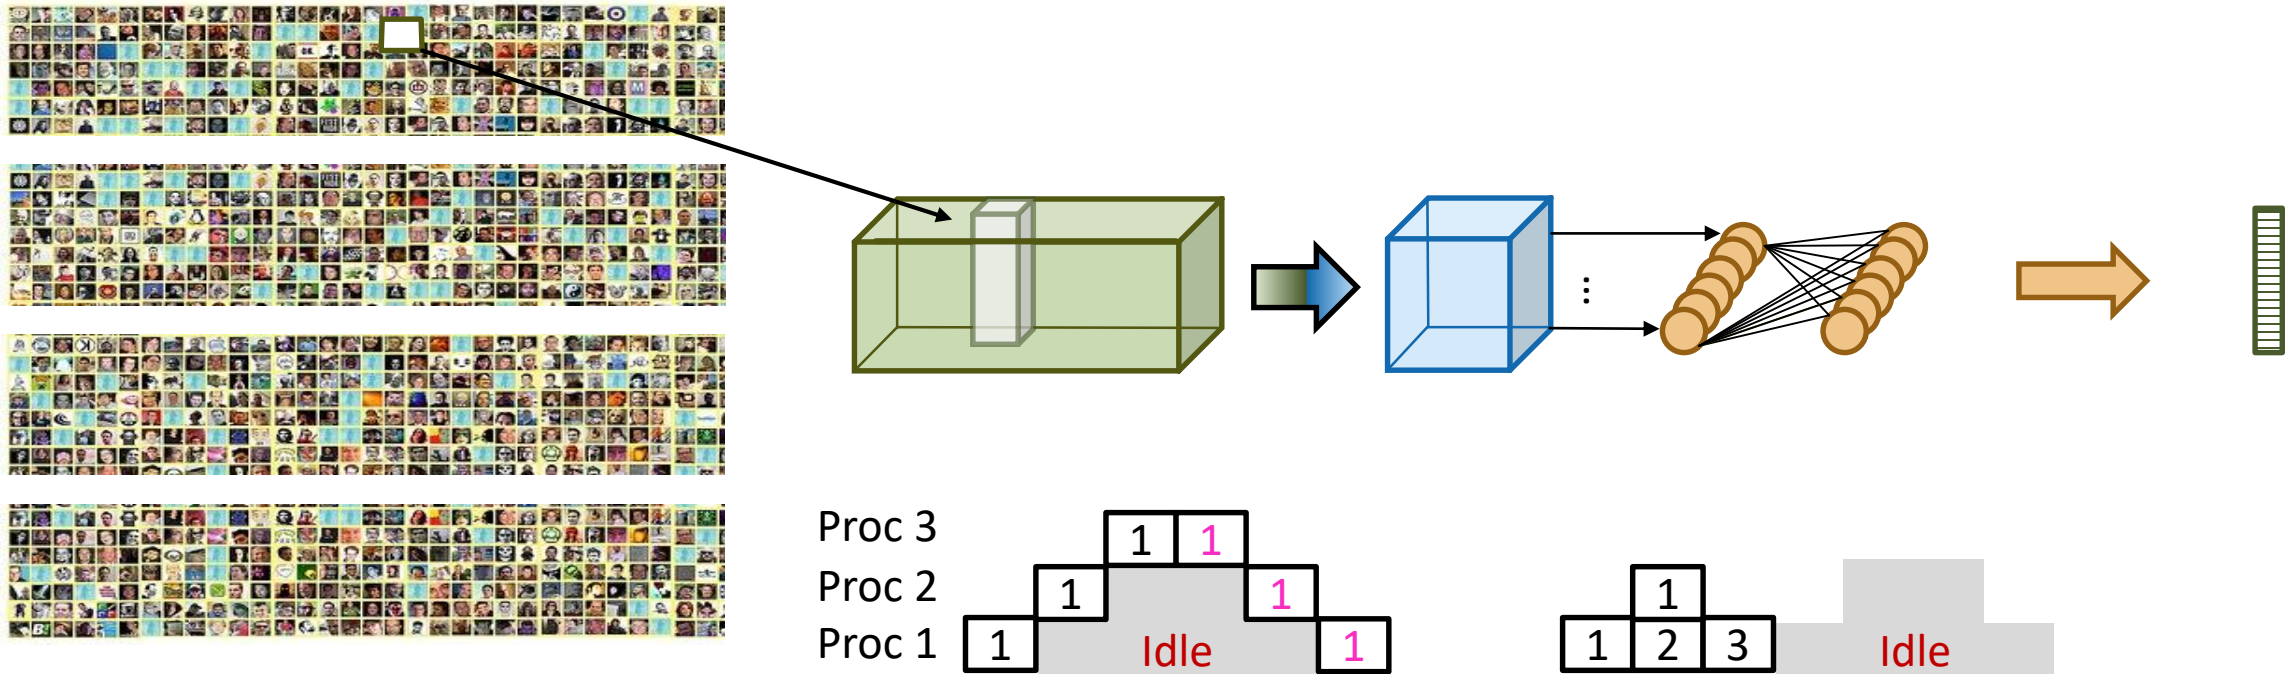 Proc 3 1 1
Proc 2 1 1 1
Proc 1 1 Idle 1 1 2 3 Idle
⋮